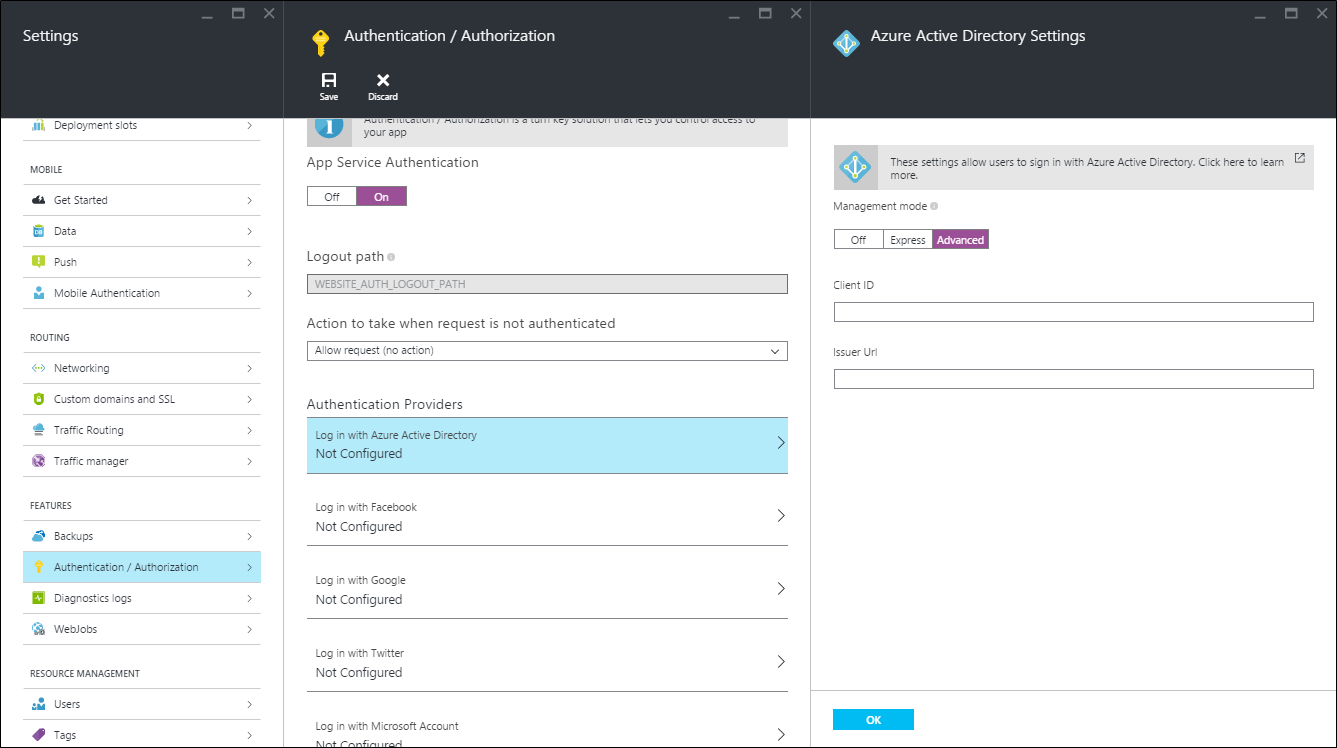 Settings
Deployment slots
MOBILE
Get Started
Data
Push
Mobile Authentication
ROUTING
Networking
Custom domains and SSL
Traffic Routing
Traffic manager
FEATURES
Backups
Authentication / Authorization
Diagnostics logs
WebJobs
RESOURCE MANAGEMENT
Users
Tags
Authentication / Authorization
Save
Discard
Authentication / Authorization is a turn key solution that lets you control access to
your app
App Service Authentication
Off
On
Logout path
WEBSITE_AUTH_LOGOUT_PATH
Action to take when request is not authenticated
Allow request (no action)
Authentication Providers
Log in with Azure Active Directory
Not Configured
Log in with Facebook
Not Configured
Log in with Google
Not Configured
Log in with Twitter
Not Configured
Log in with Microsoft Account
Not Configured
Azure Active Directory Settings
These settings allow users to sign in with Azure Active Directory. Click here to learn
more.
Management mode
Off
Express
Advanced
Client ID
Issuer Url
OK